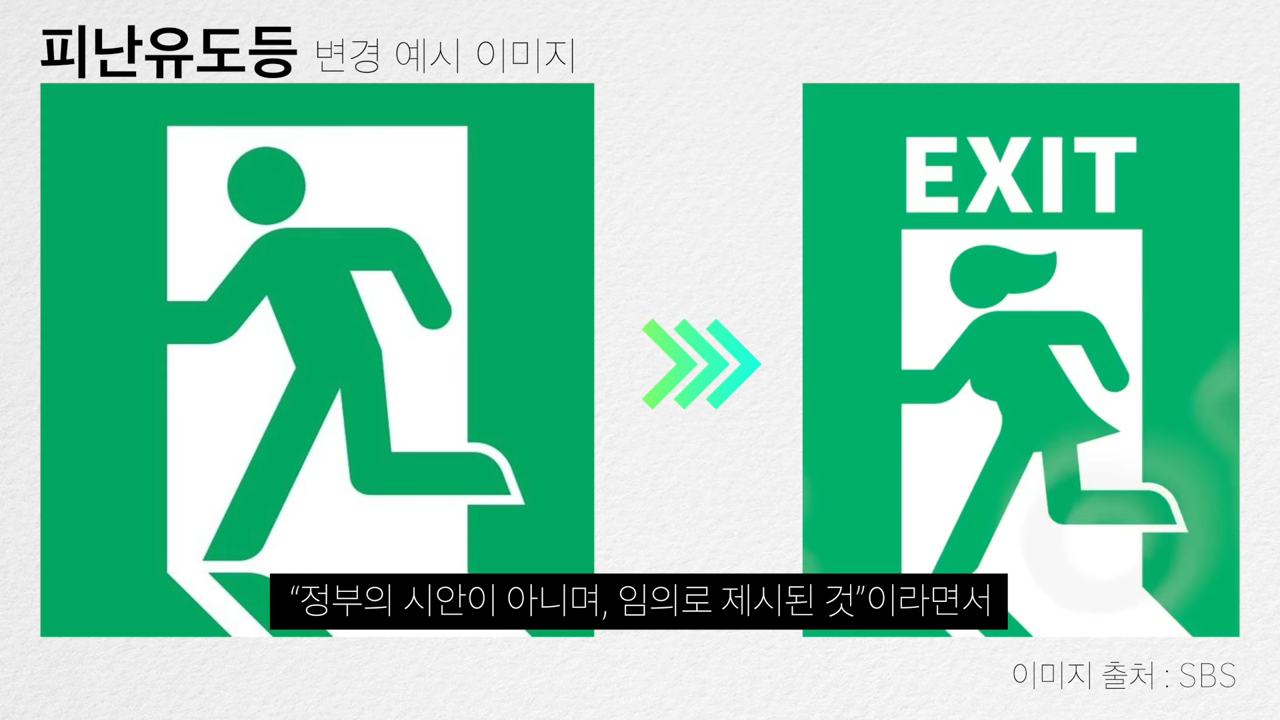 피난유도등 변경 예시 이미지
EXIT
“정부의 시안이 아니며, 임의로 제시된 것”이라면서
이미지 출처 : SBS